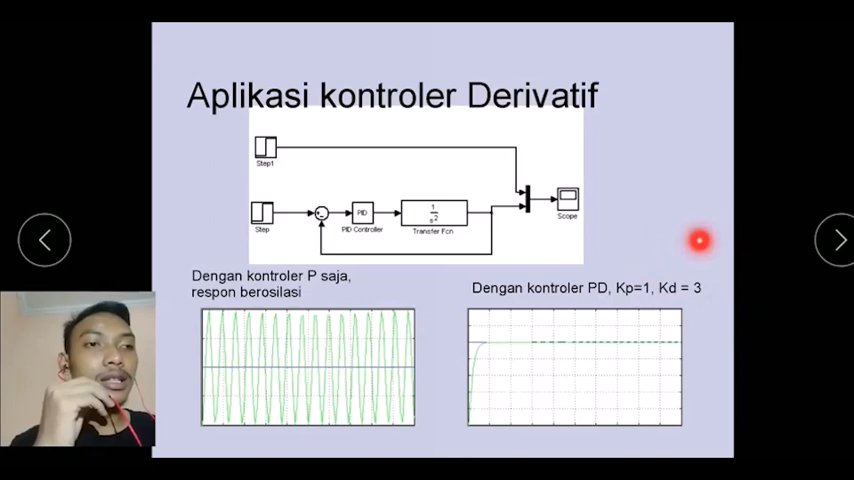 Aplikasi kontroler Derivatif
Step1
Step
PID
PID Controller
1
s²
Transfer Fcn
Scope
Dengan kontroler P saja,
respon berosilasi
Dengan kontroler PD, Kp=1, Kd = 3